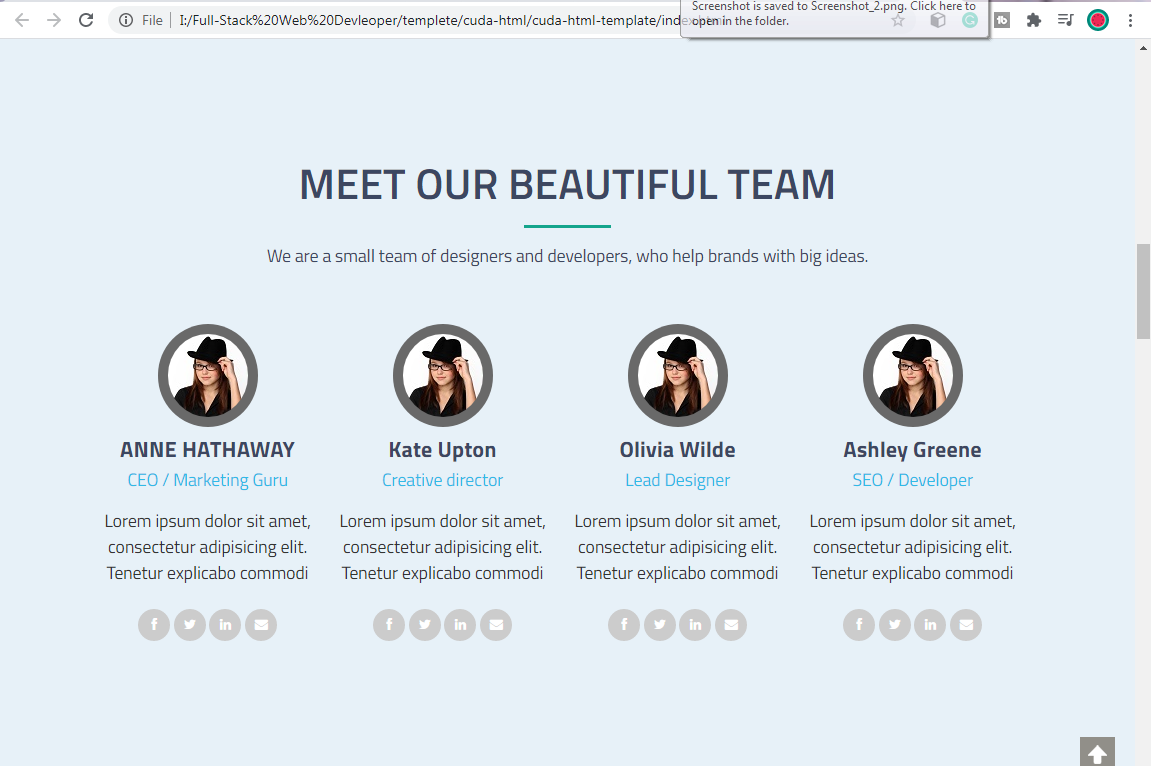 Screenshot is saved to Screenshot_2.png. Click here to
open in the folder.
File | I:/Full-Stack%20Web%20Devleoper/templete/cuda-html/cuda-html-template/index.html
MEET OUR BEAUTIFUL TEAM
We are a small team of designers and developers, who help brands with big ideas.
ANNE HATHAWAY
CEO / Marketing Guru
Lorem ipsum dolor sit amet,
consectetur adipisicing elit.
Tenetur explicabo commodi
Kate Upton
Creative director
Lorem ipsum dolor sit amet,
consectetur adipisicing elit.
Tenetur explicabo commodi
Olivia Wilde
Lead Designer
Lorem ipsum dolor sit amet,
consectetur adipisicing elit.
Tenetur explicabo commodi
Ashley Greene
SEO / Developer
Lorem ipsum dolor sit amet,
consectetur adipisicing elit.
Tenetur explicabo commodi